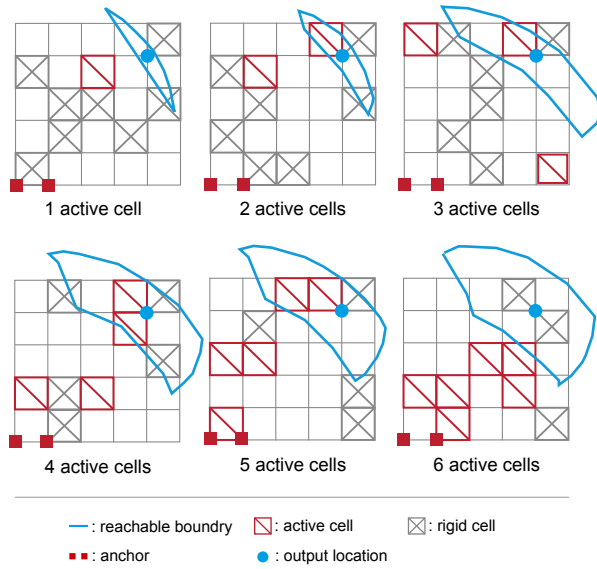 1 active cell
2 active cells
3 active cells
4 active cells
5 active cells
6 active cells
: reachable boundry
: active cell
: rigid cell
: anchor
: output location